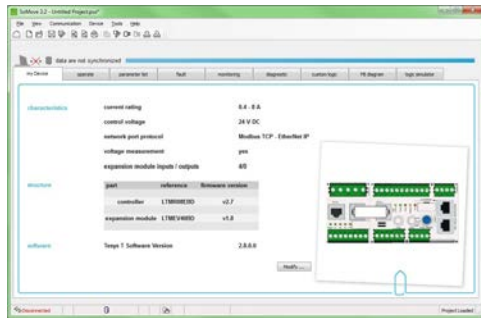 SoMove 2.2 - Untitled Project.psx*
File View Communication Device Tools Help
data are not synchronized
my Device operate parameter list fault monitoring diagnostic custom logic FB diagram logic simulator
characteristics
current rating 0.4 - 8 A
control voltage 24 V DC
network port protocol Modbus TCP - EtherNet IP
voltage measurement yes
expansion module inputs / outputs 4/0
structure
part reference firmware version
controller v2.7
expansion module v1.0
software
Tesys T Software Version 2.8.0.0
Modify ...
Disconnected
Project Loaded